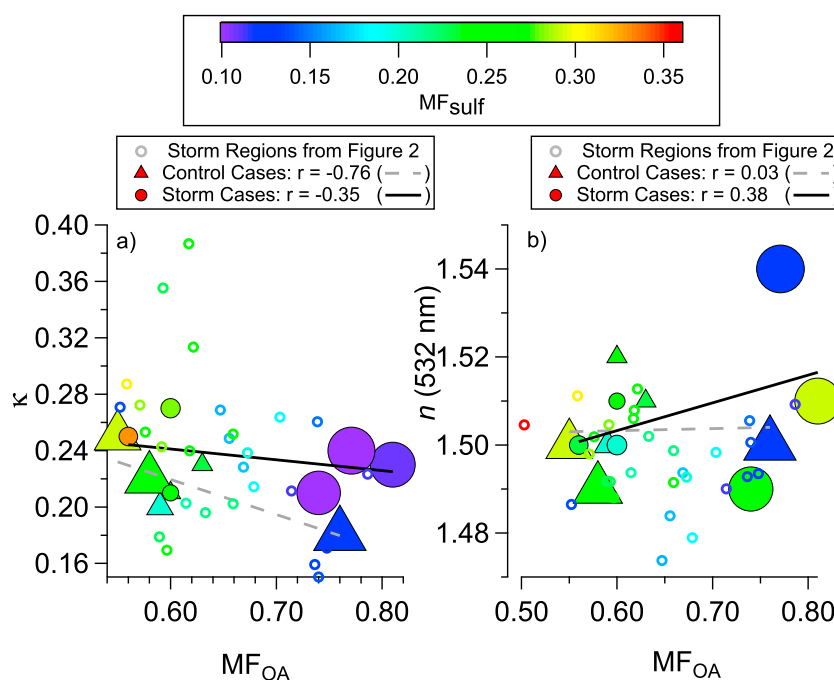 0.10 0.15 0.20 0.25 0.30 0.35
MFsulf
Storm Regions from Figure 2
Control Cases: r = -0.76 ( )
Storm Cases: r = -0.35 ( )
Storm Regions from Figure 2
Control Cases: r = 0.03 ( )
Storm Cases: r = 0.38 ( )
a)
0.40
0.36
0.32
0.28
0.24
0.20
0.16
κ
0.60 0.70 0.80
MFOA
b)
1.54
1.52
1.50
1.48
n (532 nm)
0.50 0.60 0.70 0.80
MFOA